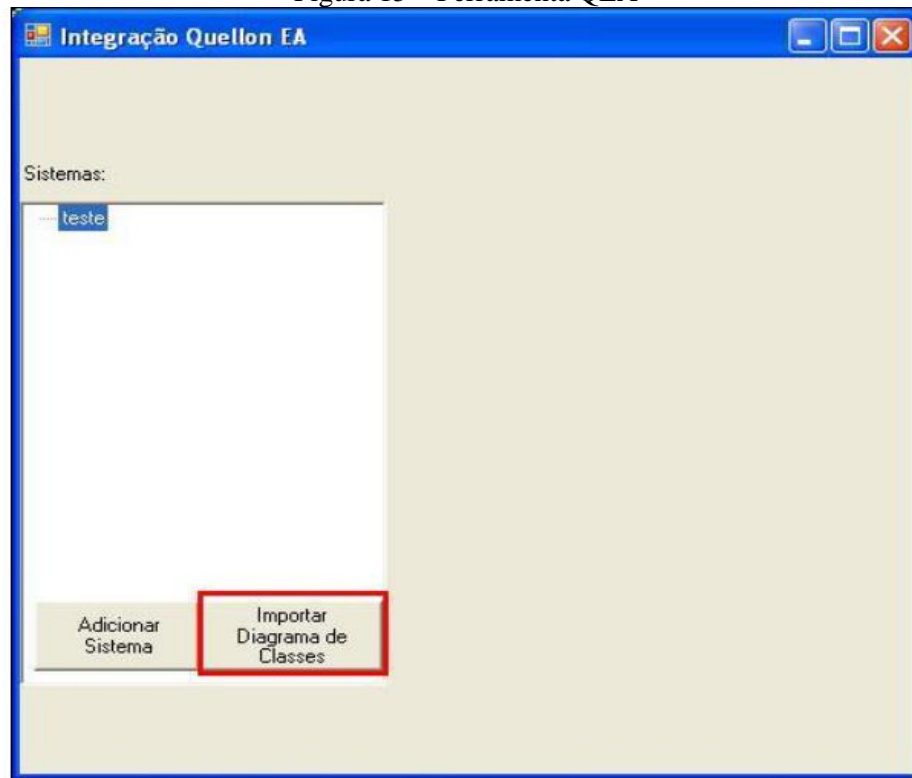 Integração Quellon EA
Sistemas:
teste
Adicionar
Sistema
Importar
Diagrama de
Classes